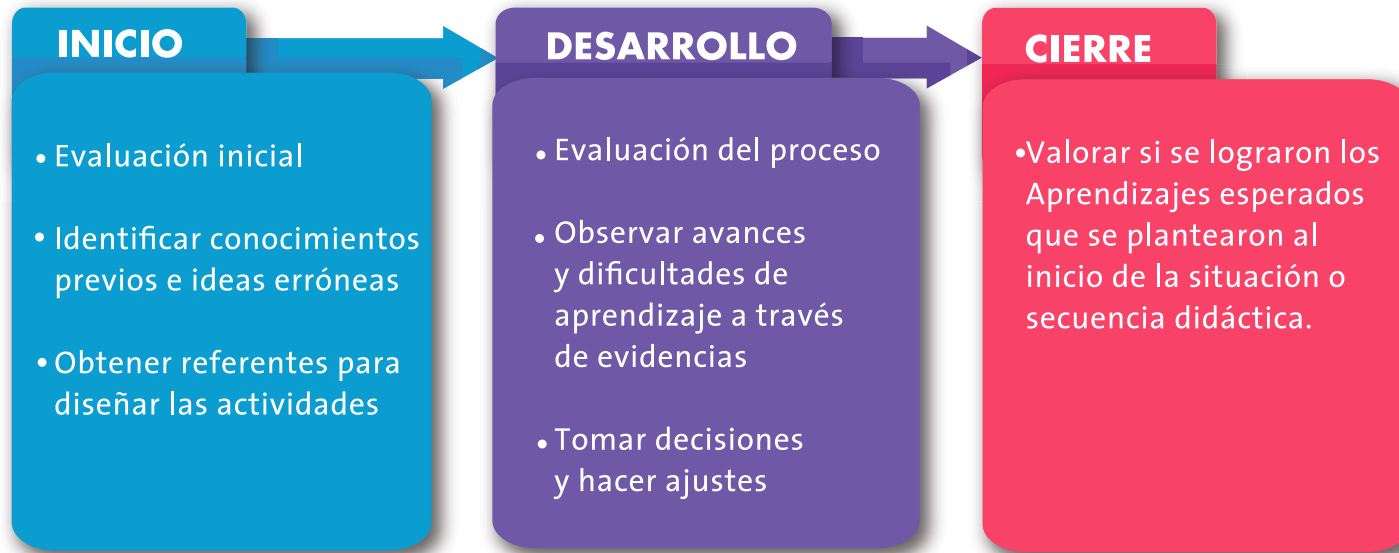 INICIO
• Evaluación inicial
• Identificar conocimientos
previos e ideas erróneas
• Obtener referentes para
diseñar las actividades
DESARROLLO
• Evaluación del proceso
• Observar avances
y dificultades de
aprendizaje a través
de evidencias
• Tomar decisiones
y hacer ajustes
CIERRE
•Valorar si se lograron los
Aprendizajes esperados
que se plantearon al
inicio de la situación o
secuencia didáctica.